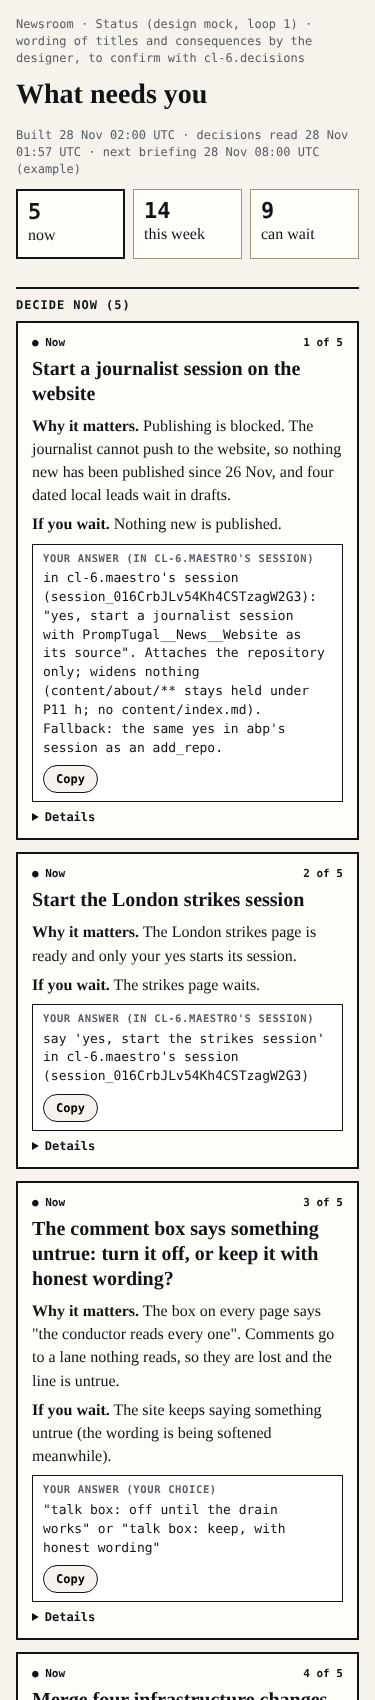 Newsroom · Status (design mock, loop 1) ·
wording of titles and consequences by the
designer, to confirm with cl-6.decisions
What needs you
Built 28 Nov 02:00 UTC · decisions read 28 Nov
01:57 UTC · next briefing 28 Nov 08:00 UTC
(example)
5
now
14
this week
9
can wait
DECIDE NOW (5)
● Now 1 of 5
Start a journalist session on the
website
Why it matters. Publishing is blocked. The
journalist cannot push to the website, so nothing
new has been published since 26 Nov, and four
dated local leads wait in drafts.
If you wait. Nothing new is published.
YOUR ANSWER (IN CL-6.MAESTRO'S SESSION)
in cl-6.maestro's session
(session_016CrbJLv54Kh4CSTzagW2G3):
"yes, start a journalist session
with PrompTugal__News__Website as
its source". Attaches the repository
only; widens nothing
(content/about/** stays held under
P11 h; no content/index.md).
Fallback: the same yes in abp's
session as an add_repo.
Copy
▶ Details
● Now 2 of 5
Start the London strikes session
Why it matters. The London strikes page is
ready and only your yes starts its session.
If you wait. The strikes page waits.
YOUR ANSWER (IN CL-6.MAESTRO'S SESSION)
say 'yes, start the strikes session'
in cl-6.maestro's session
(session_016CrbJLv54Kh4CSTzagW2G3)
Copy
▶ Details
● Now 3 of 5
The comment box says something
untrue: turn it off, or keep it with
honest wording?
Why it matters. The box on every page says
"the conductor reads every one". Comments go
to a lane nothing reads, so they are lost and the
line is untrue.
If you wait. The site keeps saying something
untrue (the wording is being softened
meanwhile).
YOUR ANSWER (YOUR CHOICE)
"talk box: off until the drain
works" or "talk box: keep, with
honest wording"
Copy
▶ Details
● Now 4 of 5
Merge four infrastructure changes